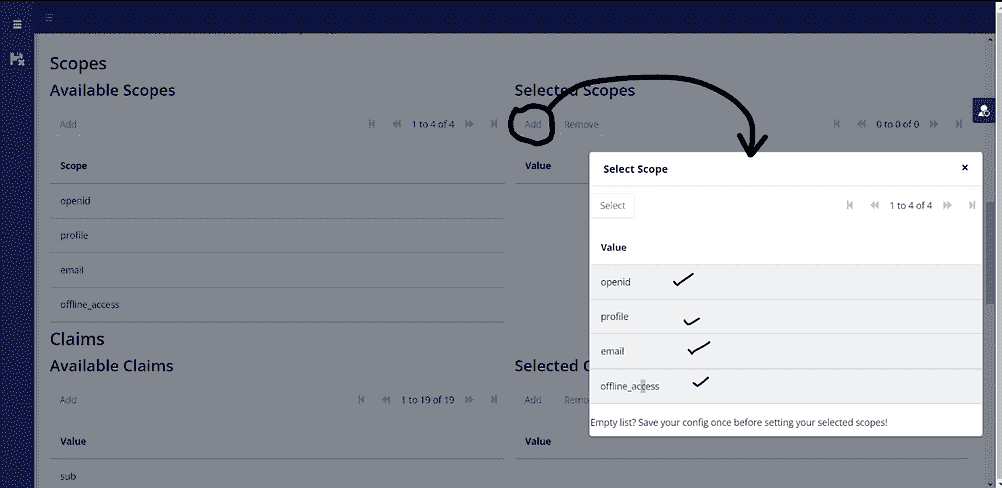 Scopes
Available Scopes
Selected Scopes
Add
1 to 4 of 4
Add
Remove
0 to 0 of 0
Scope
Value
openid
profile
email
offline_access
Select Scope
×
Select
1 to 4 of 4
Value
openid
profile
email
offline_access
Empty list? Save your config once before setting your selected scopes!
Claims
Available Claims
Selected C
Add
1 to 19 of 19
Add
Remo
Value
Value
sub